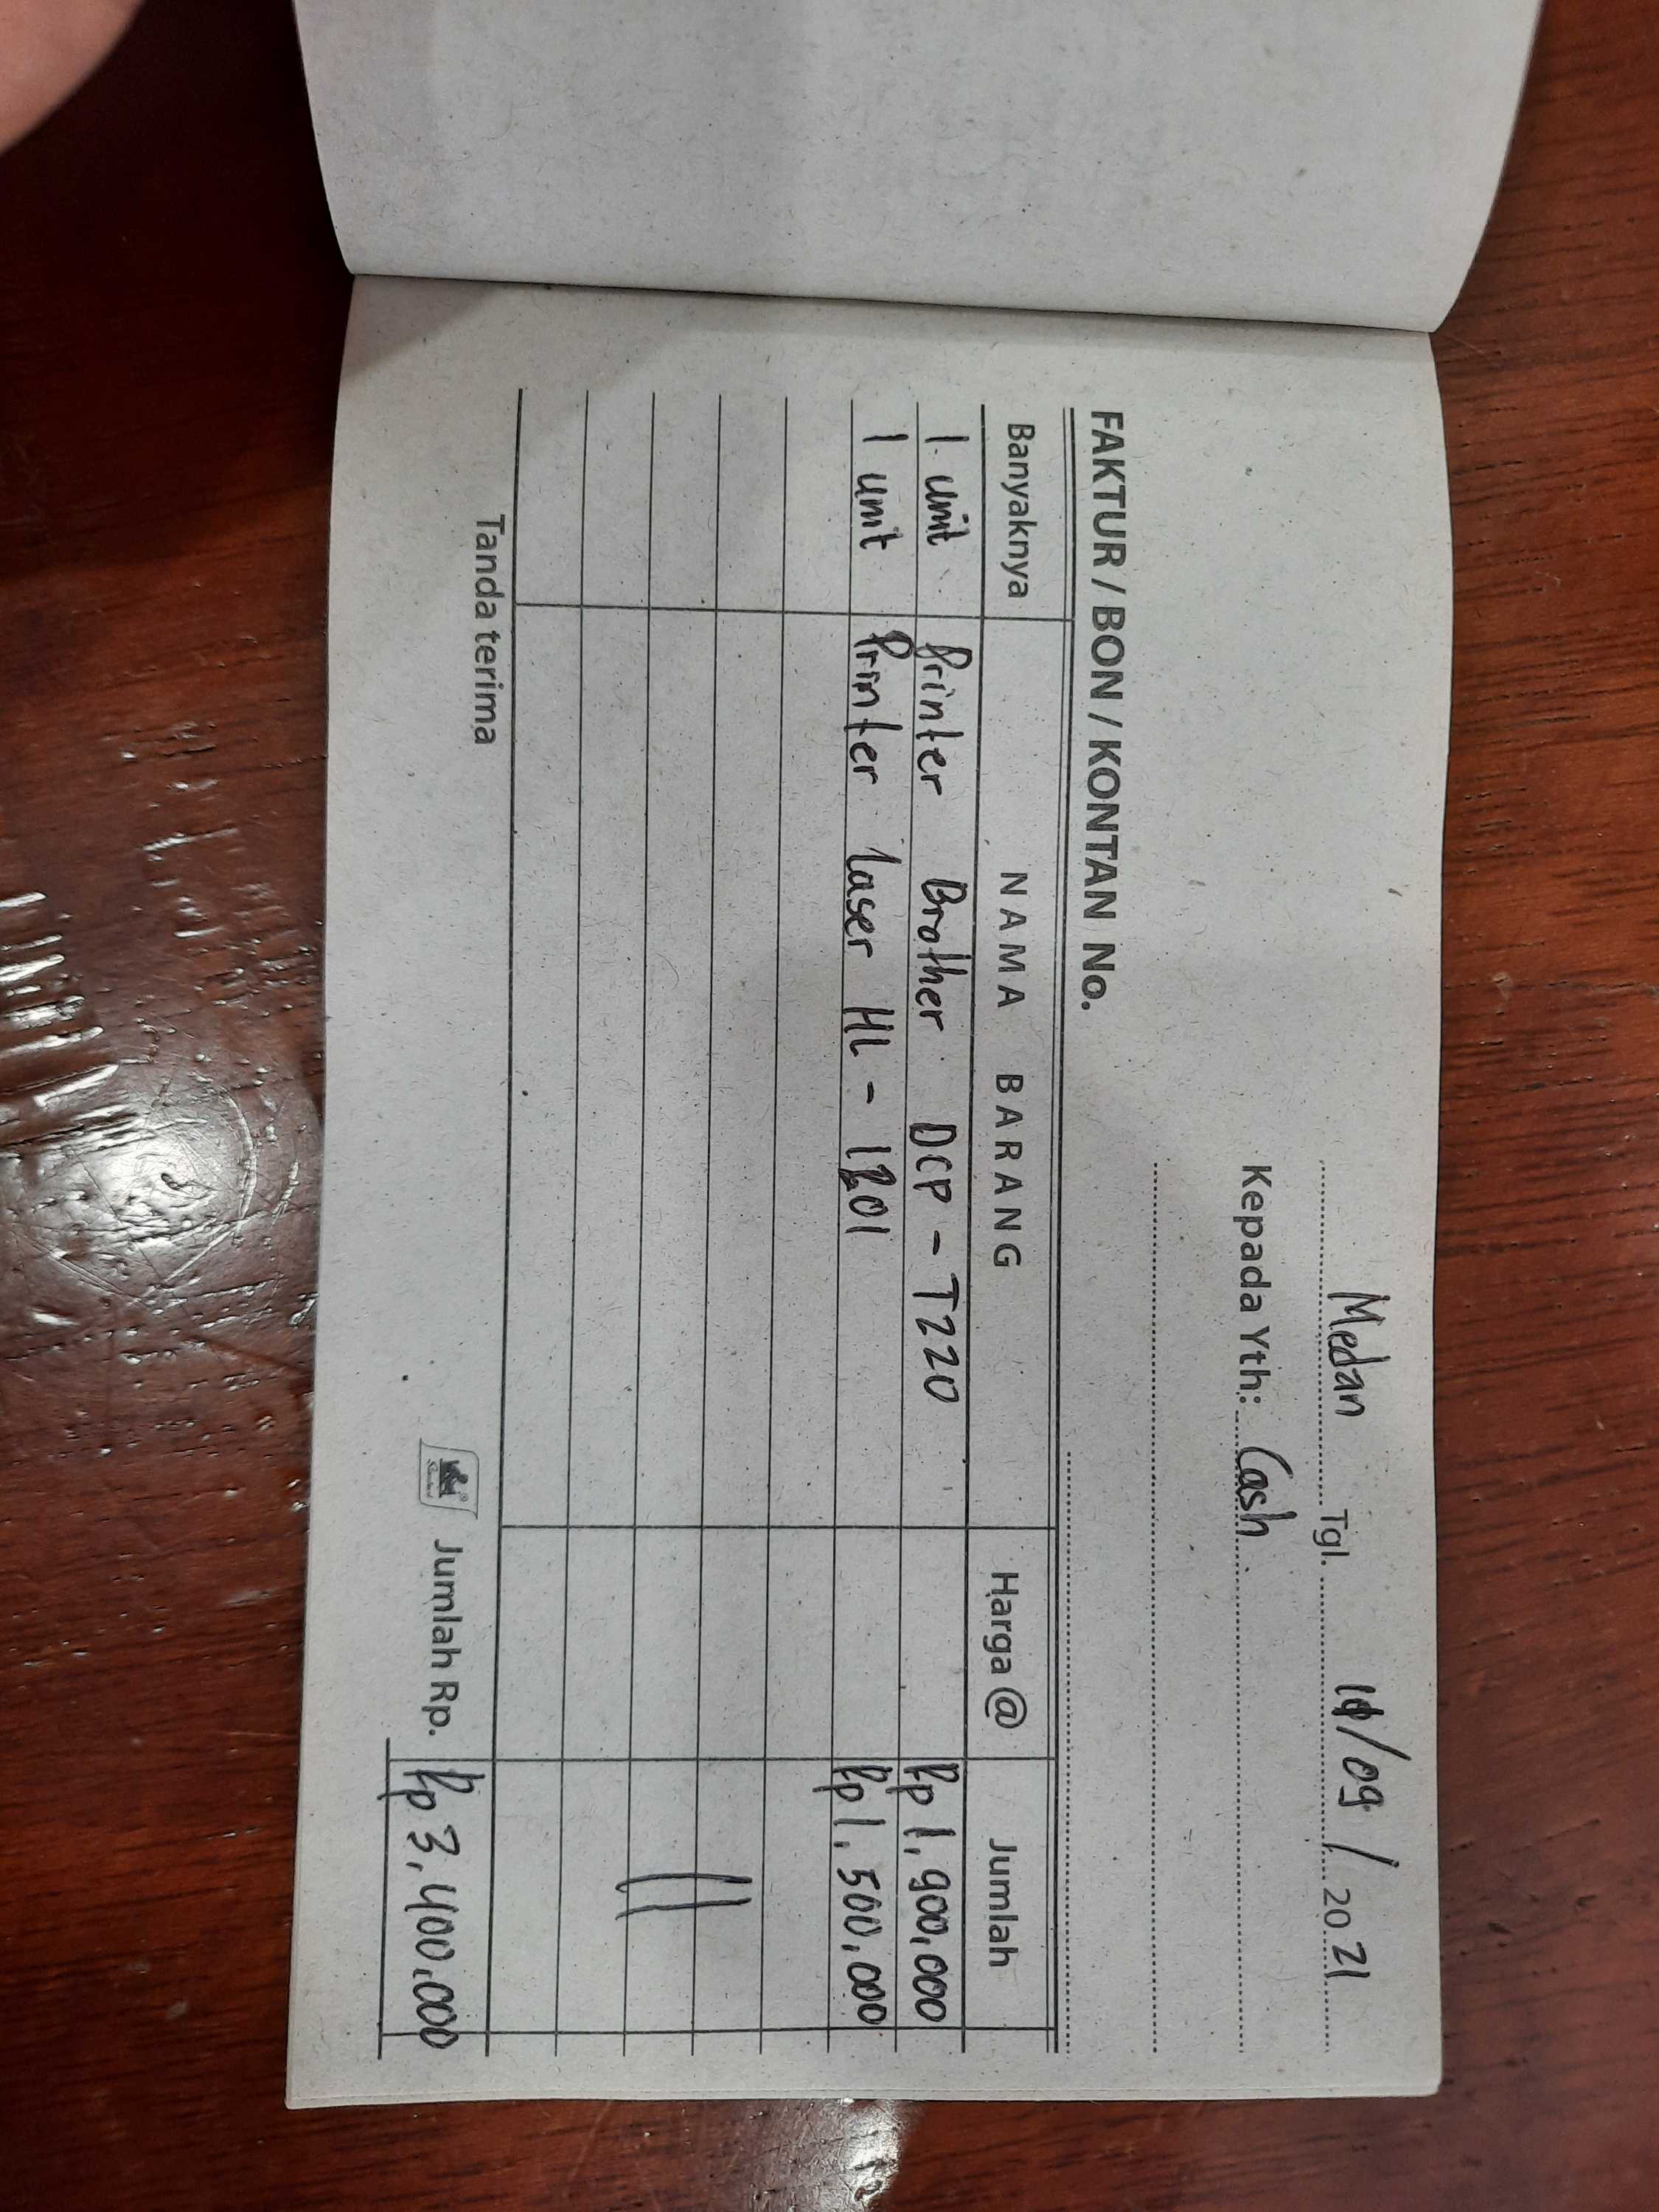 Medan Tgl. / 09 / 20 21
Kepada Yth: Cash
FAKTUR / BON / KONTAN No.
Banyaknya NAMA BARANG Harga @ Jumlah
1 unit Printer Brother DCP - T220 Rp 1.900.000
1 unit Printer laser HL - 1201 Rp 1.500.000
Tanda terima Jumlah Rp. Rp 3.400.000